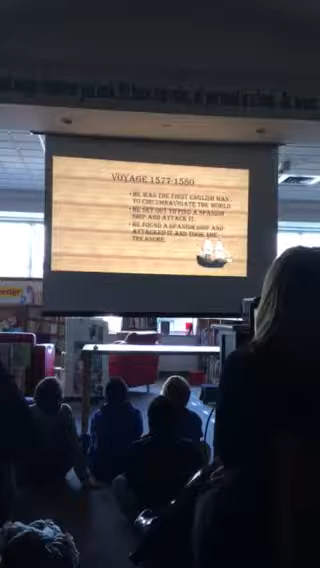 VOYAGE 1577-1580
• HE WAS THE FIRST ENGLISH MAN
TO CIRCUMNAVIGATE THE WORLD
• HE SET OUT TO FIND A SPANISH
SHIP AND ATTACK IT.
• HE FOUND A SPANISH SHIP AND
ATTACKED IT AND TOOK THE
TREASURE.